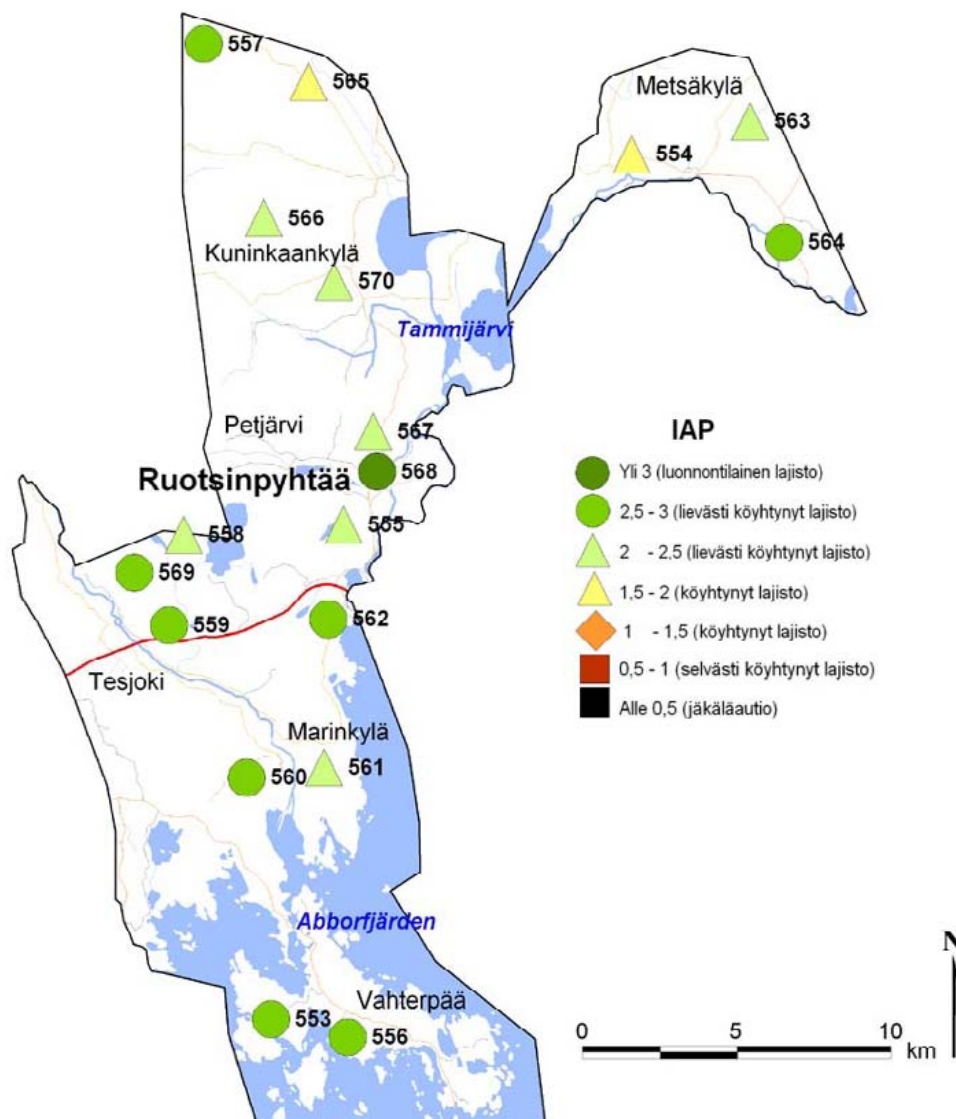 557
565
Metsäkylä
563
554
566
564
Kuninkaankylä
570
Tammijärvi
Petjärvi
567
Ruotsinpyhtää
568
558
555
569
559
562
Tesjoki
Marinkylä
560
561
Abborfjärden
Vahterpää
553
556
IAP
Yli 3 (luonnontilainen lajisto)
2,5 - 3 (lievästi köyhtynyt lajisto)
2 - 2,5 (lievästi köyhtynyt lajisto)
1,5 - 2 (köyhtynyt lajisto)
1 - 1,5 (köyhtynyt lajisto)
0,5 - 1 (selvästi köyhtynyt lajisto)
Alle 0,5 (jäkäläautio)
N
0 5 10
km